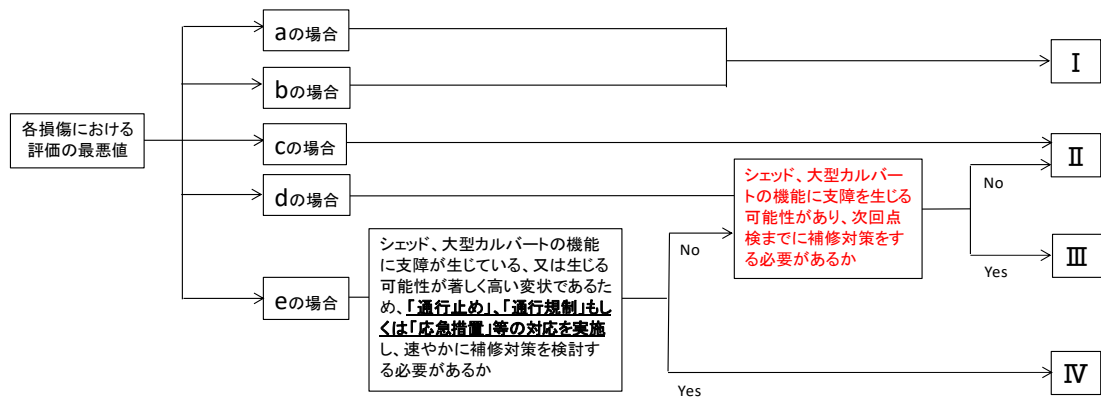 各損傷における
評価の最悪値
aの場合
bの場合
cの場合
dの場合
eの場合
シェッド、大型カルバートの機能
に支障が生じている、又は生じる
可能性が著しく高い変状であるた
め、「通行止め」、「通行規制」もし
くは「応急措置」等の対応を実施
し、速やかに補修対策を検討す
る必要があるか
No
Yes
シェッド、大型カルバー
トの機能に支障を生じる
可能性があり、次回点
検までに補修対策をす
る必要があるか
No
Yes
Ⅰ
Ⅱ
Ⅲ
Ⅳ